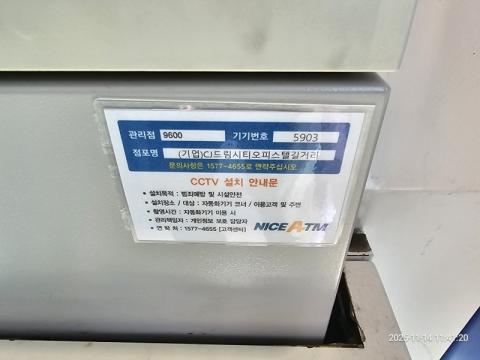 관리점 9600 기기번호 5903
점포명 (기업)CJ드림시티오피스텔길거리
문의사항은 1577-4655로 연락주십시오
CCTV 설치 안내문
• 설치목적 : 범죄예방 및 시설안전
• 설치장소 / 대상 : 자동화기기 코너 / 이용고객 및 주변
• 촬영시간 : 자동화기기 이용 시
• 관리책임자 : 개인정보 보호 담당자
• 연 락 처 : 1577-4655 [고객센터]
NICE ATM
2025-11-14 11:41:20